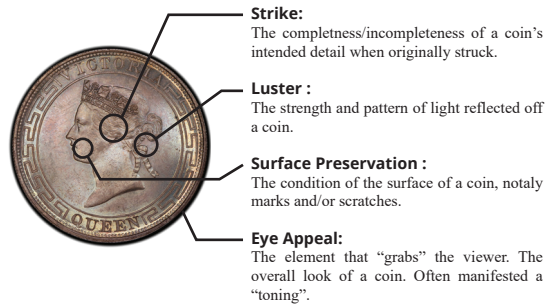 Strike:
The completness/incompleteness of a coin's
intended detail when originally struck.
Luster :
The strength and pattern of light reflected off
a coin.
Surface Preservation :
The condition of the surface of a coin, notaly
marks and/or scratches.
Eye Appeal:
The element that “grabs” the viewer. The
overall look of a coin. Often manifested a
“toning”.
VICTORIA
QUEEN